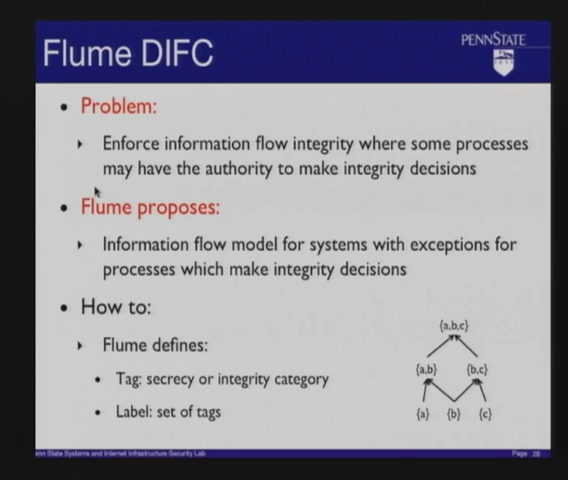 Flume DIFC
PENNSTATE
• Problem:
Enforce information flow integrity where some processes
may have the authority to make integrity decisions
• Flume proposes:
Information flow model for systems with exceptions for
processes which make integrity decisions
• How to:
Flume defines:
• Tag: secrecy or integrity category
• Label: set of tags
{a,b,c}
{a,b} {b,c}
{a} {b} {c}
enn State Systems and Internet Infrastructure Security Lab
Page 28